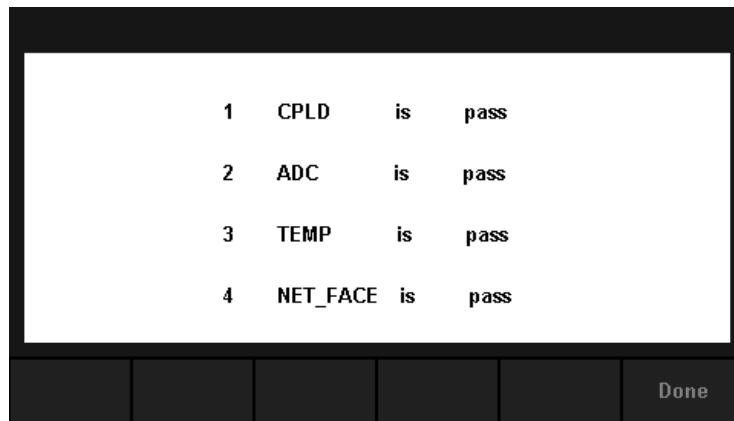 1 CPLD is pass
2 ADC is pass
3 TEMP is pass
4 NET_FACE is pass
Done